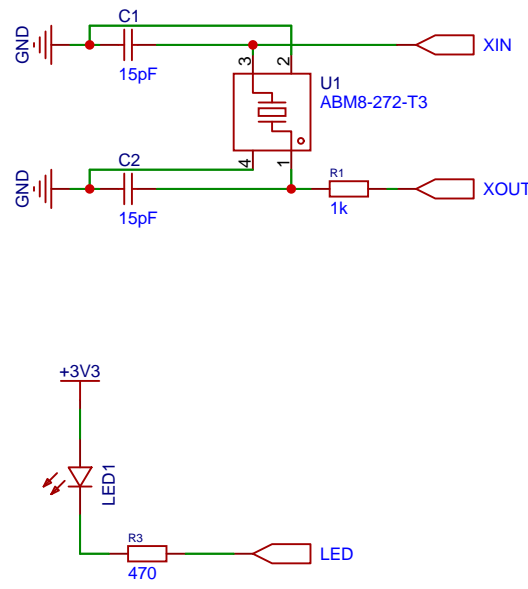 C1
GND
15pF
XIN
3
2
U1
ABM8-272-T3
4
1
C2
GND
15pF
R1
1k
XOUT
+3V3
LED1
R3
470
LED